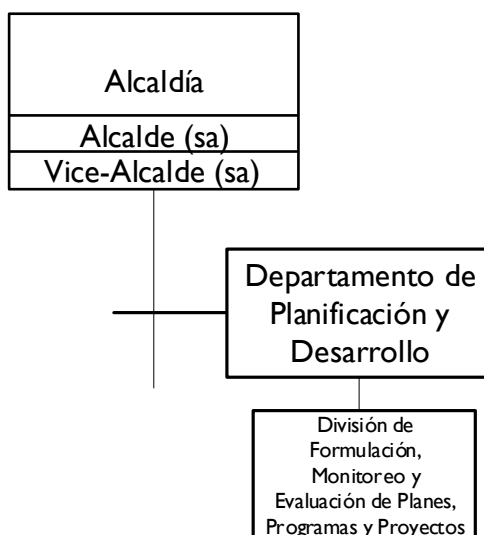 Alcaldía
Alcalde (sa)
Vice-Alcalde (sa)
Departamento de
Planificación y
Desarrollo
División de
Formulación,
Monitoreo y
Evaluación de Planes,
Programas y Proyectos